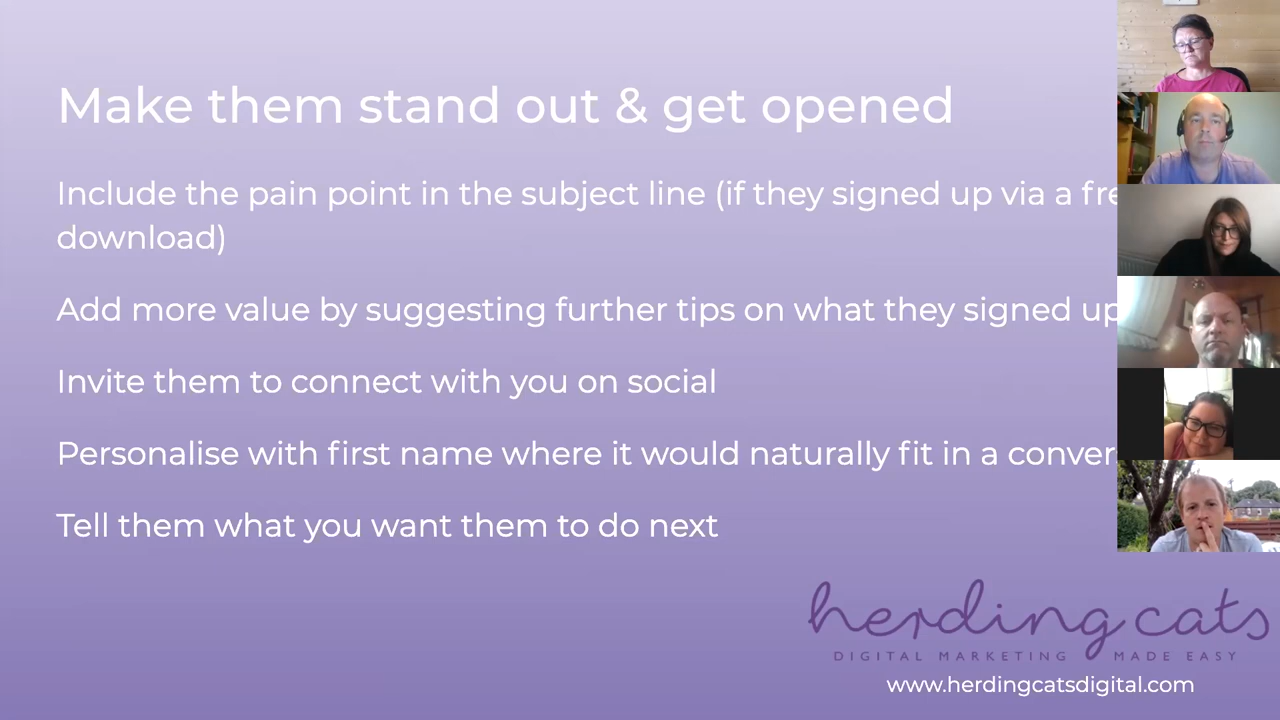 Make them stand out & get opened
Include the pain point in the subject line (if they signed up via a
download)
Add more value by suggesting further tips on what they signed up
Invite them to connect with you on social
Personalise with first name where it would naturally fit in a
Tell them what you want them to do next
herding cats
DIGITAL MARKETING MADE EASY
www.herdingcatsdigital.com